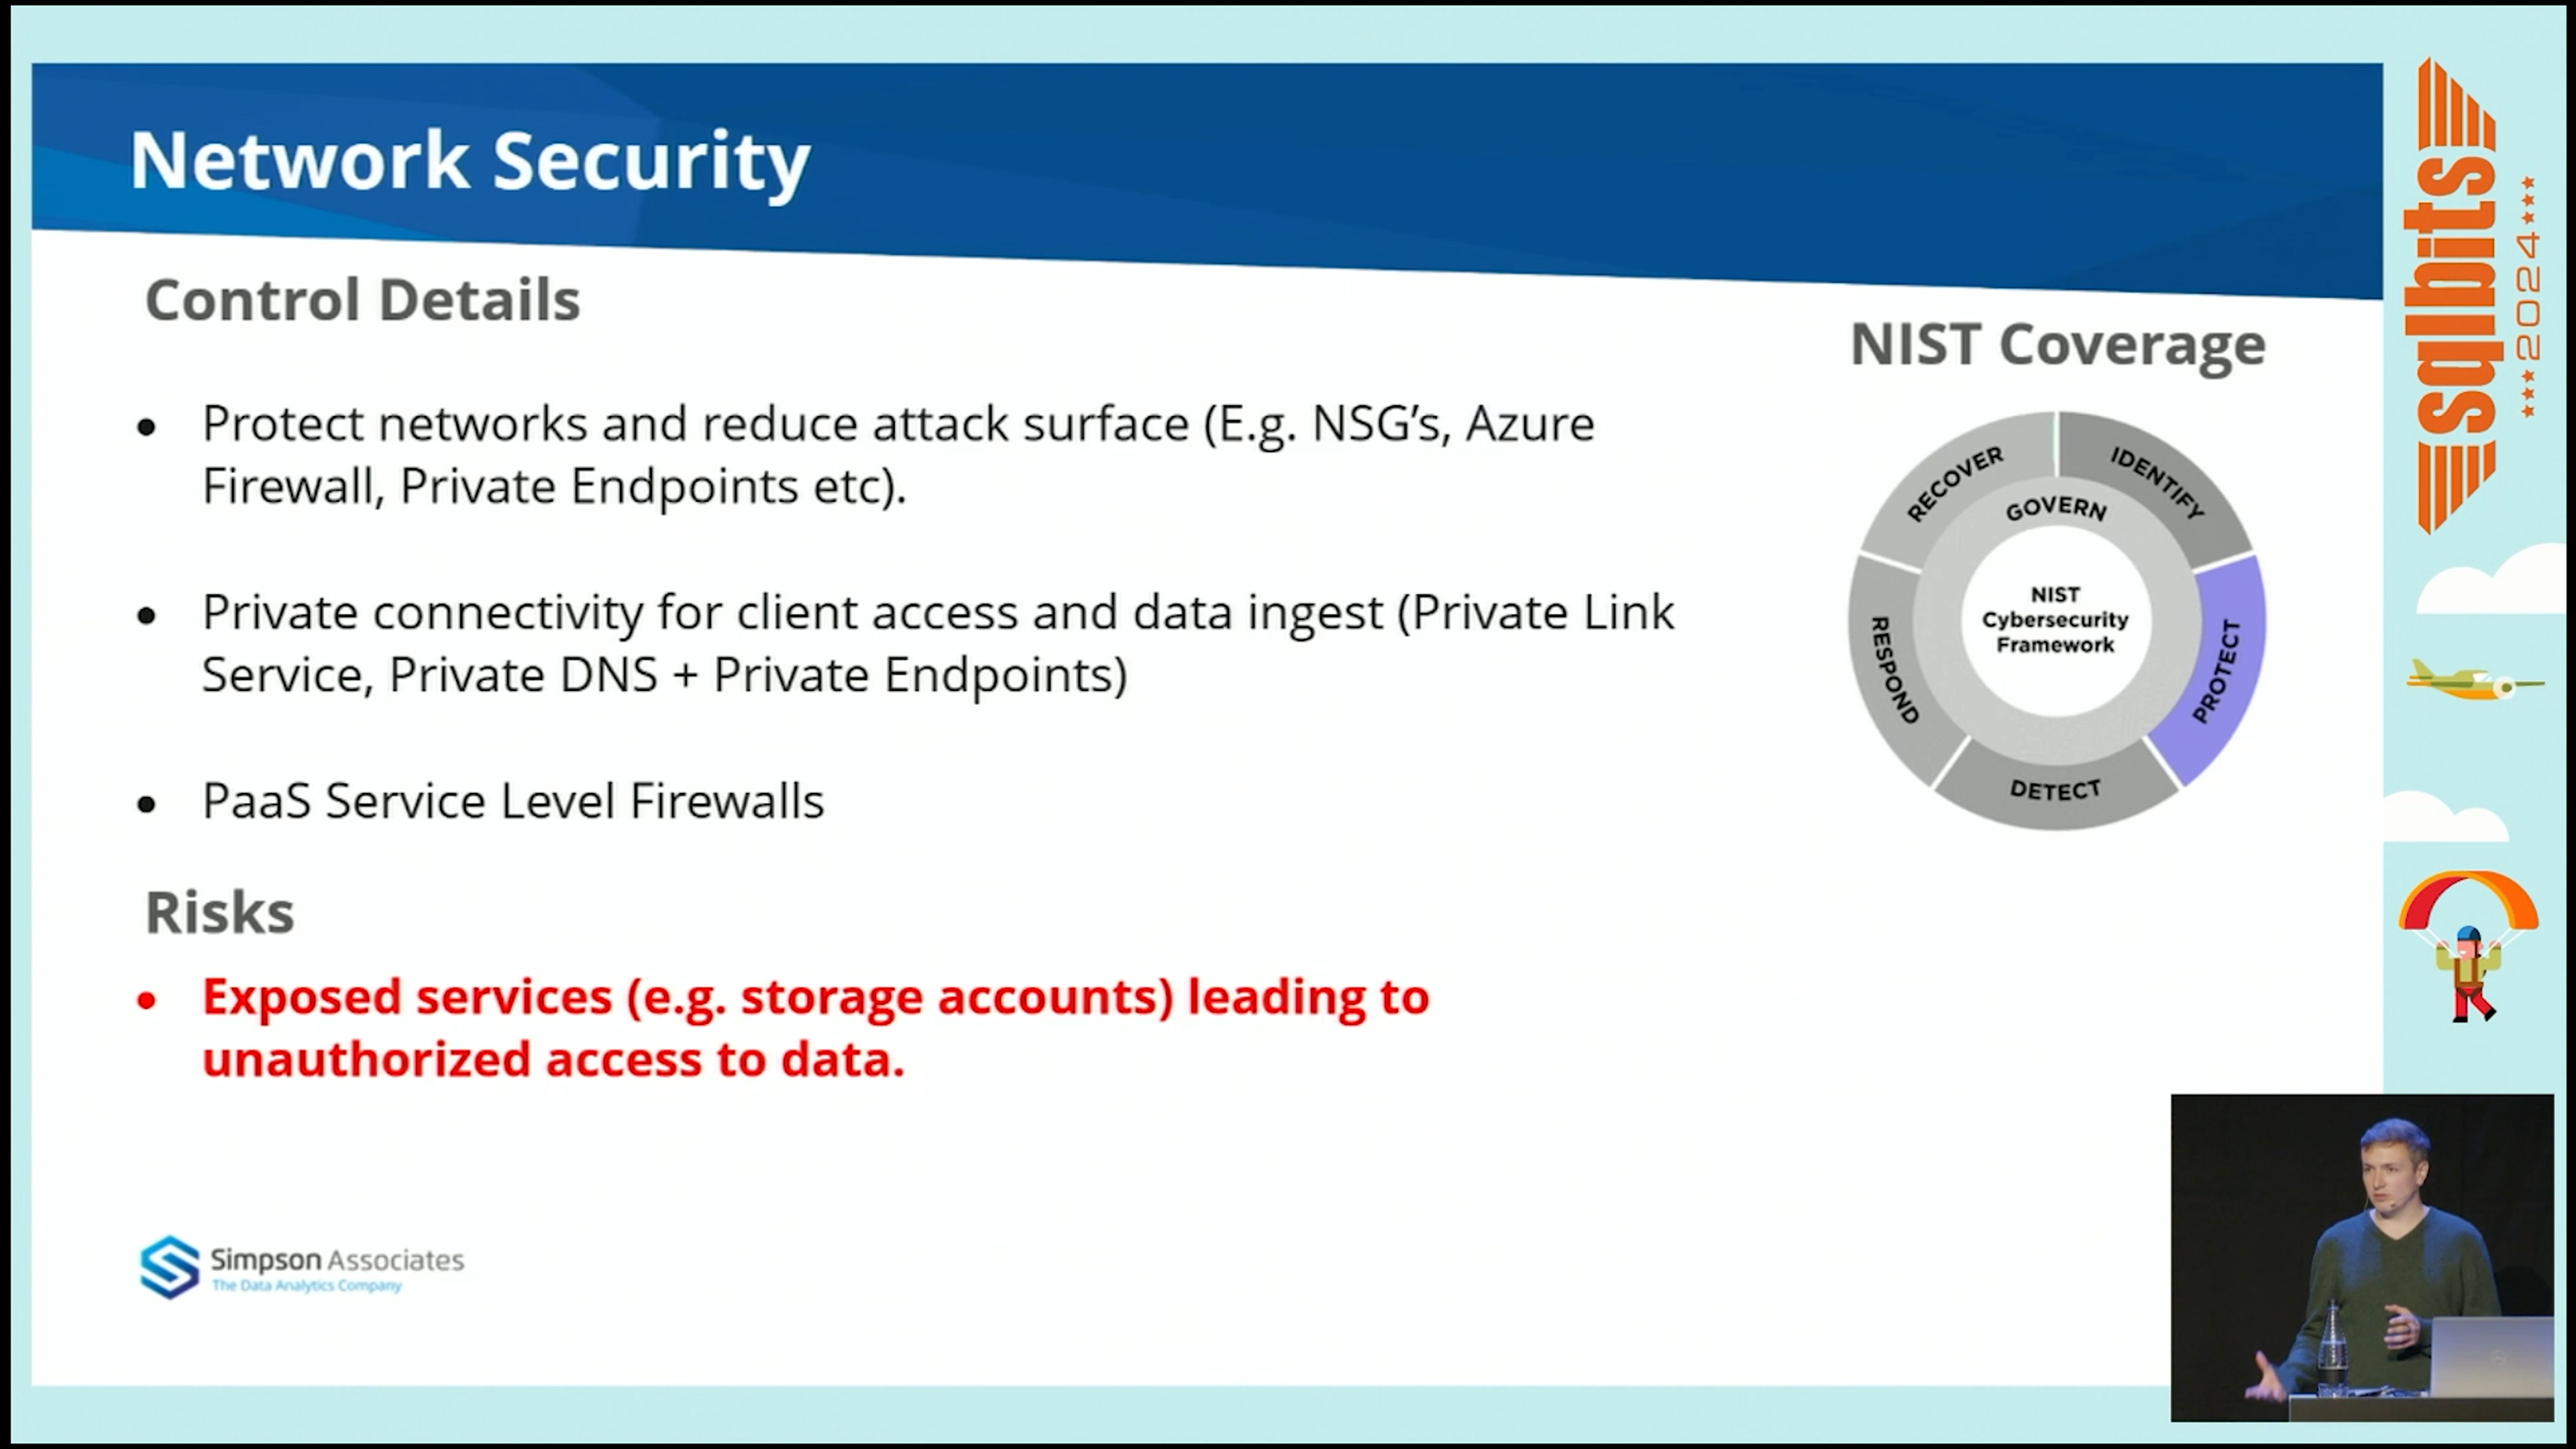 Network Security
Control Details
• Protect networks and reduce attack surface (E.g. NSG’s, Azure
Firewall, Private Endpoints etc).
• Private connectivity for client access and data ingest (Private Link
Service, Private DNS + Private Endpoints)
• PaaS Service Level Firewalls
Risks
• Exposed services (e.g. storage accounts) leading to
unauthorized access to data.
Simpson Associates
The Data Analytics Company
NIST Coverage
RECOVER
IDENTIFY
GOVERN
NIST
Cybersecurity
Framework
RESPOND
PROTECT
DETECT
sqlbits
2024